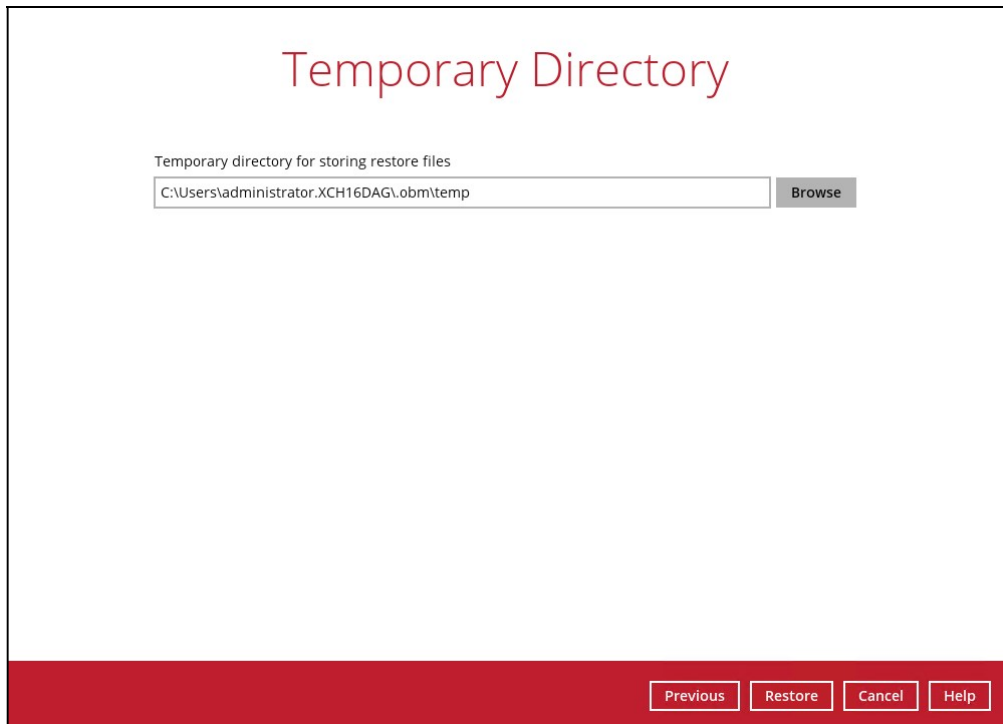 Temporary Directory
Temporary directory for storing restore files
C:\Users\administrator.XCH16DAG\.obm\temp
Browse
Previous
Restore
Cancel
Help